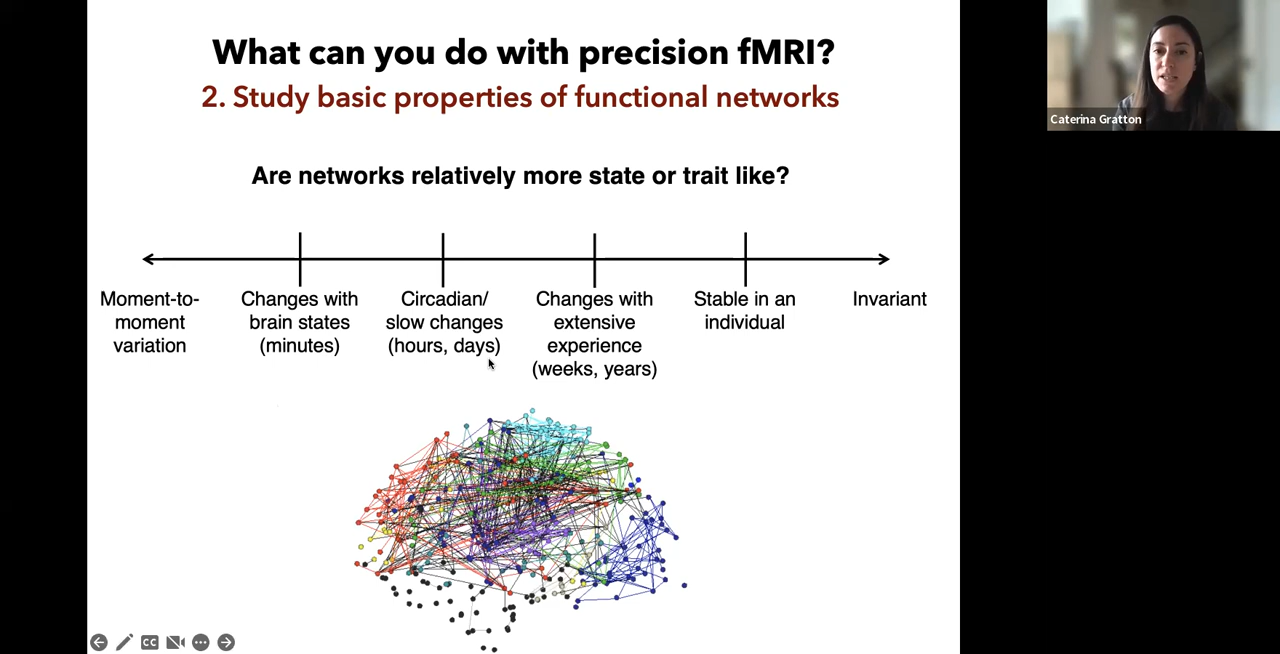 What can you do with precision fMRI?
2. Study basic properties of functional networks
Are networks relatively more state or trait like?
Moment-to-
moment
variation
Changes with
brain states
(minutes)
Circadian/
slow changes
(hours, days)
Changes with
extensive
experience
(weeks, years)
Stable in an
individual
Invariant
CC
Caterina Gratton